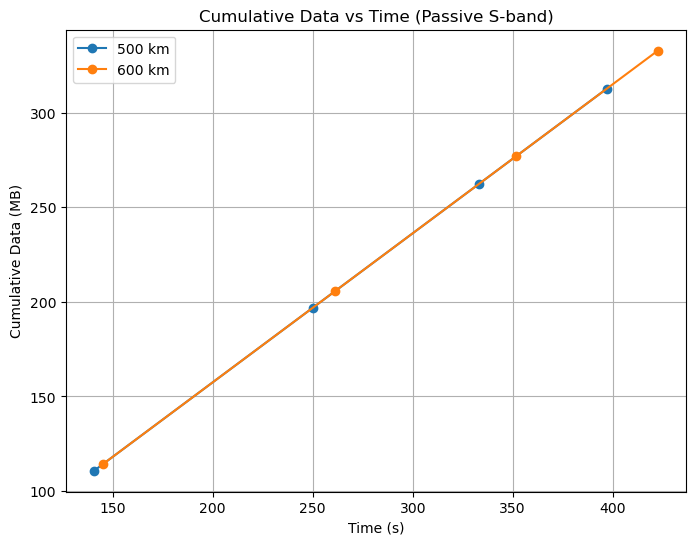 Cumulative Data vs Time (Passive S-band)
500 km
600 km
Cumulative Data (MB)
300
250
200
150
100
150
200
250
300
350
400
Time (s)